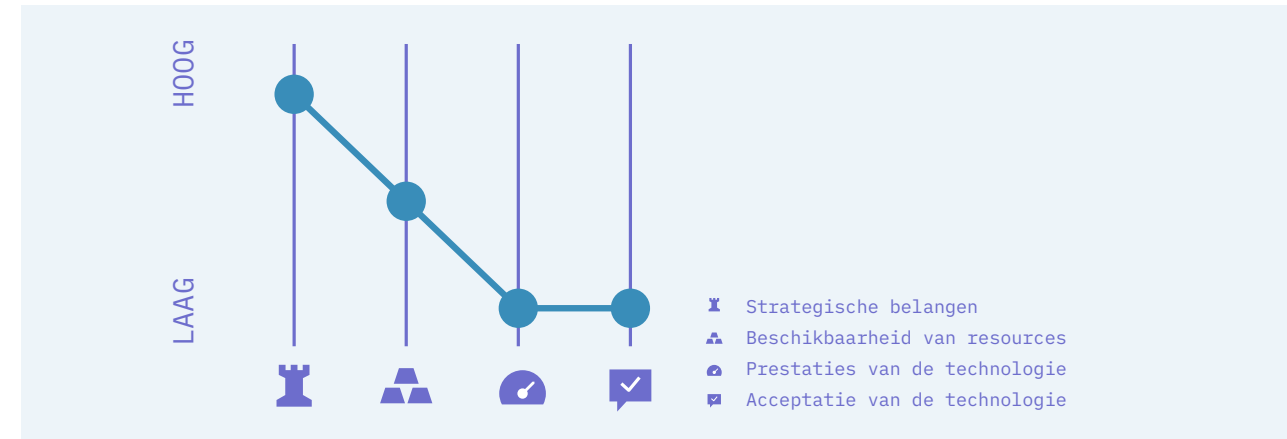 HOOG
LAAG
Strategische belangen
Beschikbaarheid van resources
Prestaties van de technologie
Acceptatie van de technologie